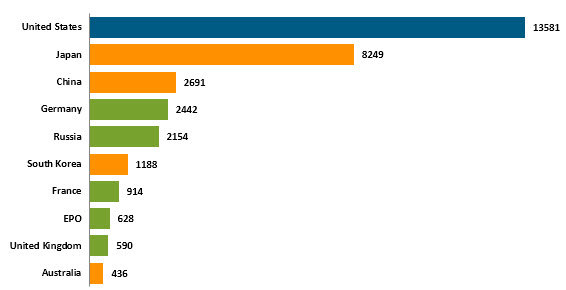 United States 13581
Japan 8249
China 2691
Germany 2442
Russia 2154
South Korea 1188
France 914
EPO 628
United Kingdom 590
Australia 436